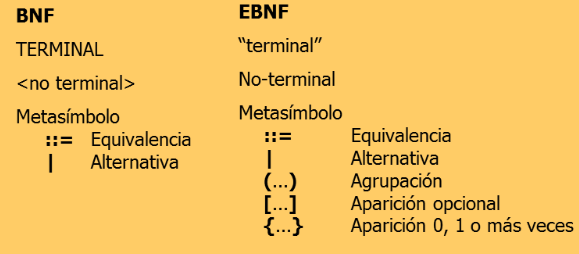 BNF
TERMINAL
<no terminal>
Metasímbolo
::= Equivalencia
| Alternativa
EBNF
“terminal”
No-terminal
Metasímbolo
::= Equivalencia
| Alternativa
(...) Agrupación
[...] Aparición opcional
{...} Aparición 0, 1 o más veces